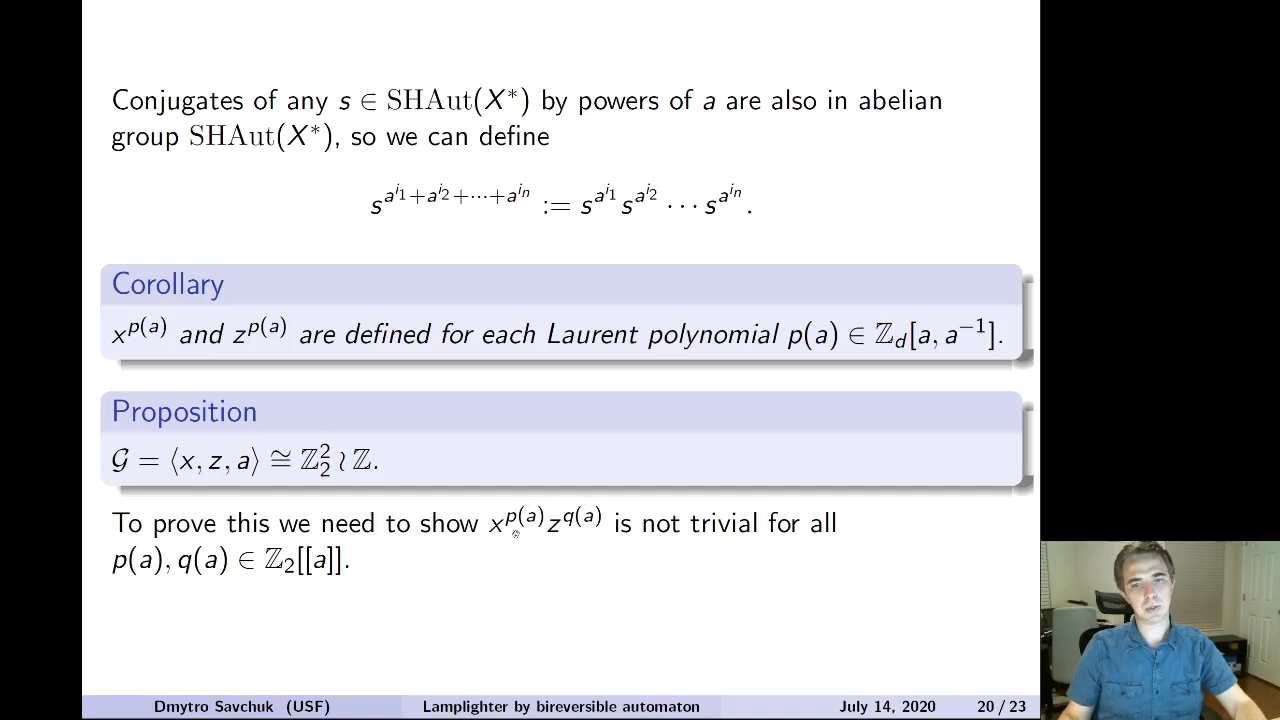 Conjugates of any s ∈ SHAut(X*) by powers of a are also in abelian
group SHAut(X*), so we can define
s^{a^{i_1}+a^{i_2}+⋯+a^{i_n}} := s^{a^{i_1}} s^{a^{i_2}} ⋯ s^{a^{i_n}}.
Corollary
x^{p(a)} and z^{p(a)} are defined for each Laurent polynomial p(a) ∈ ℤ_d[a, a^{−1}].
Proposition
𝒢 = ⟨x, z, a⟩ ≅ ℤ_2^2 ≀ ℤ.
To prove this we need to show x^{p(a)} z^{q(a)} is not trivial for all
p(a), q(a) ∈ ℤ_2[[a]].
Dmytro Savchuk (USF) Lamplighter by bireversible automaton July 14, 2020 20 / 23